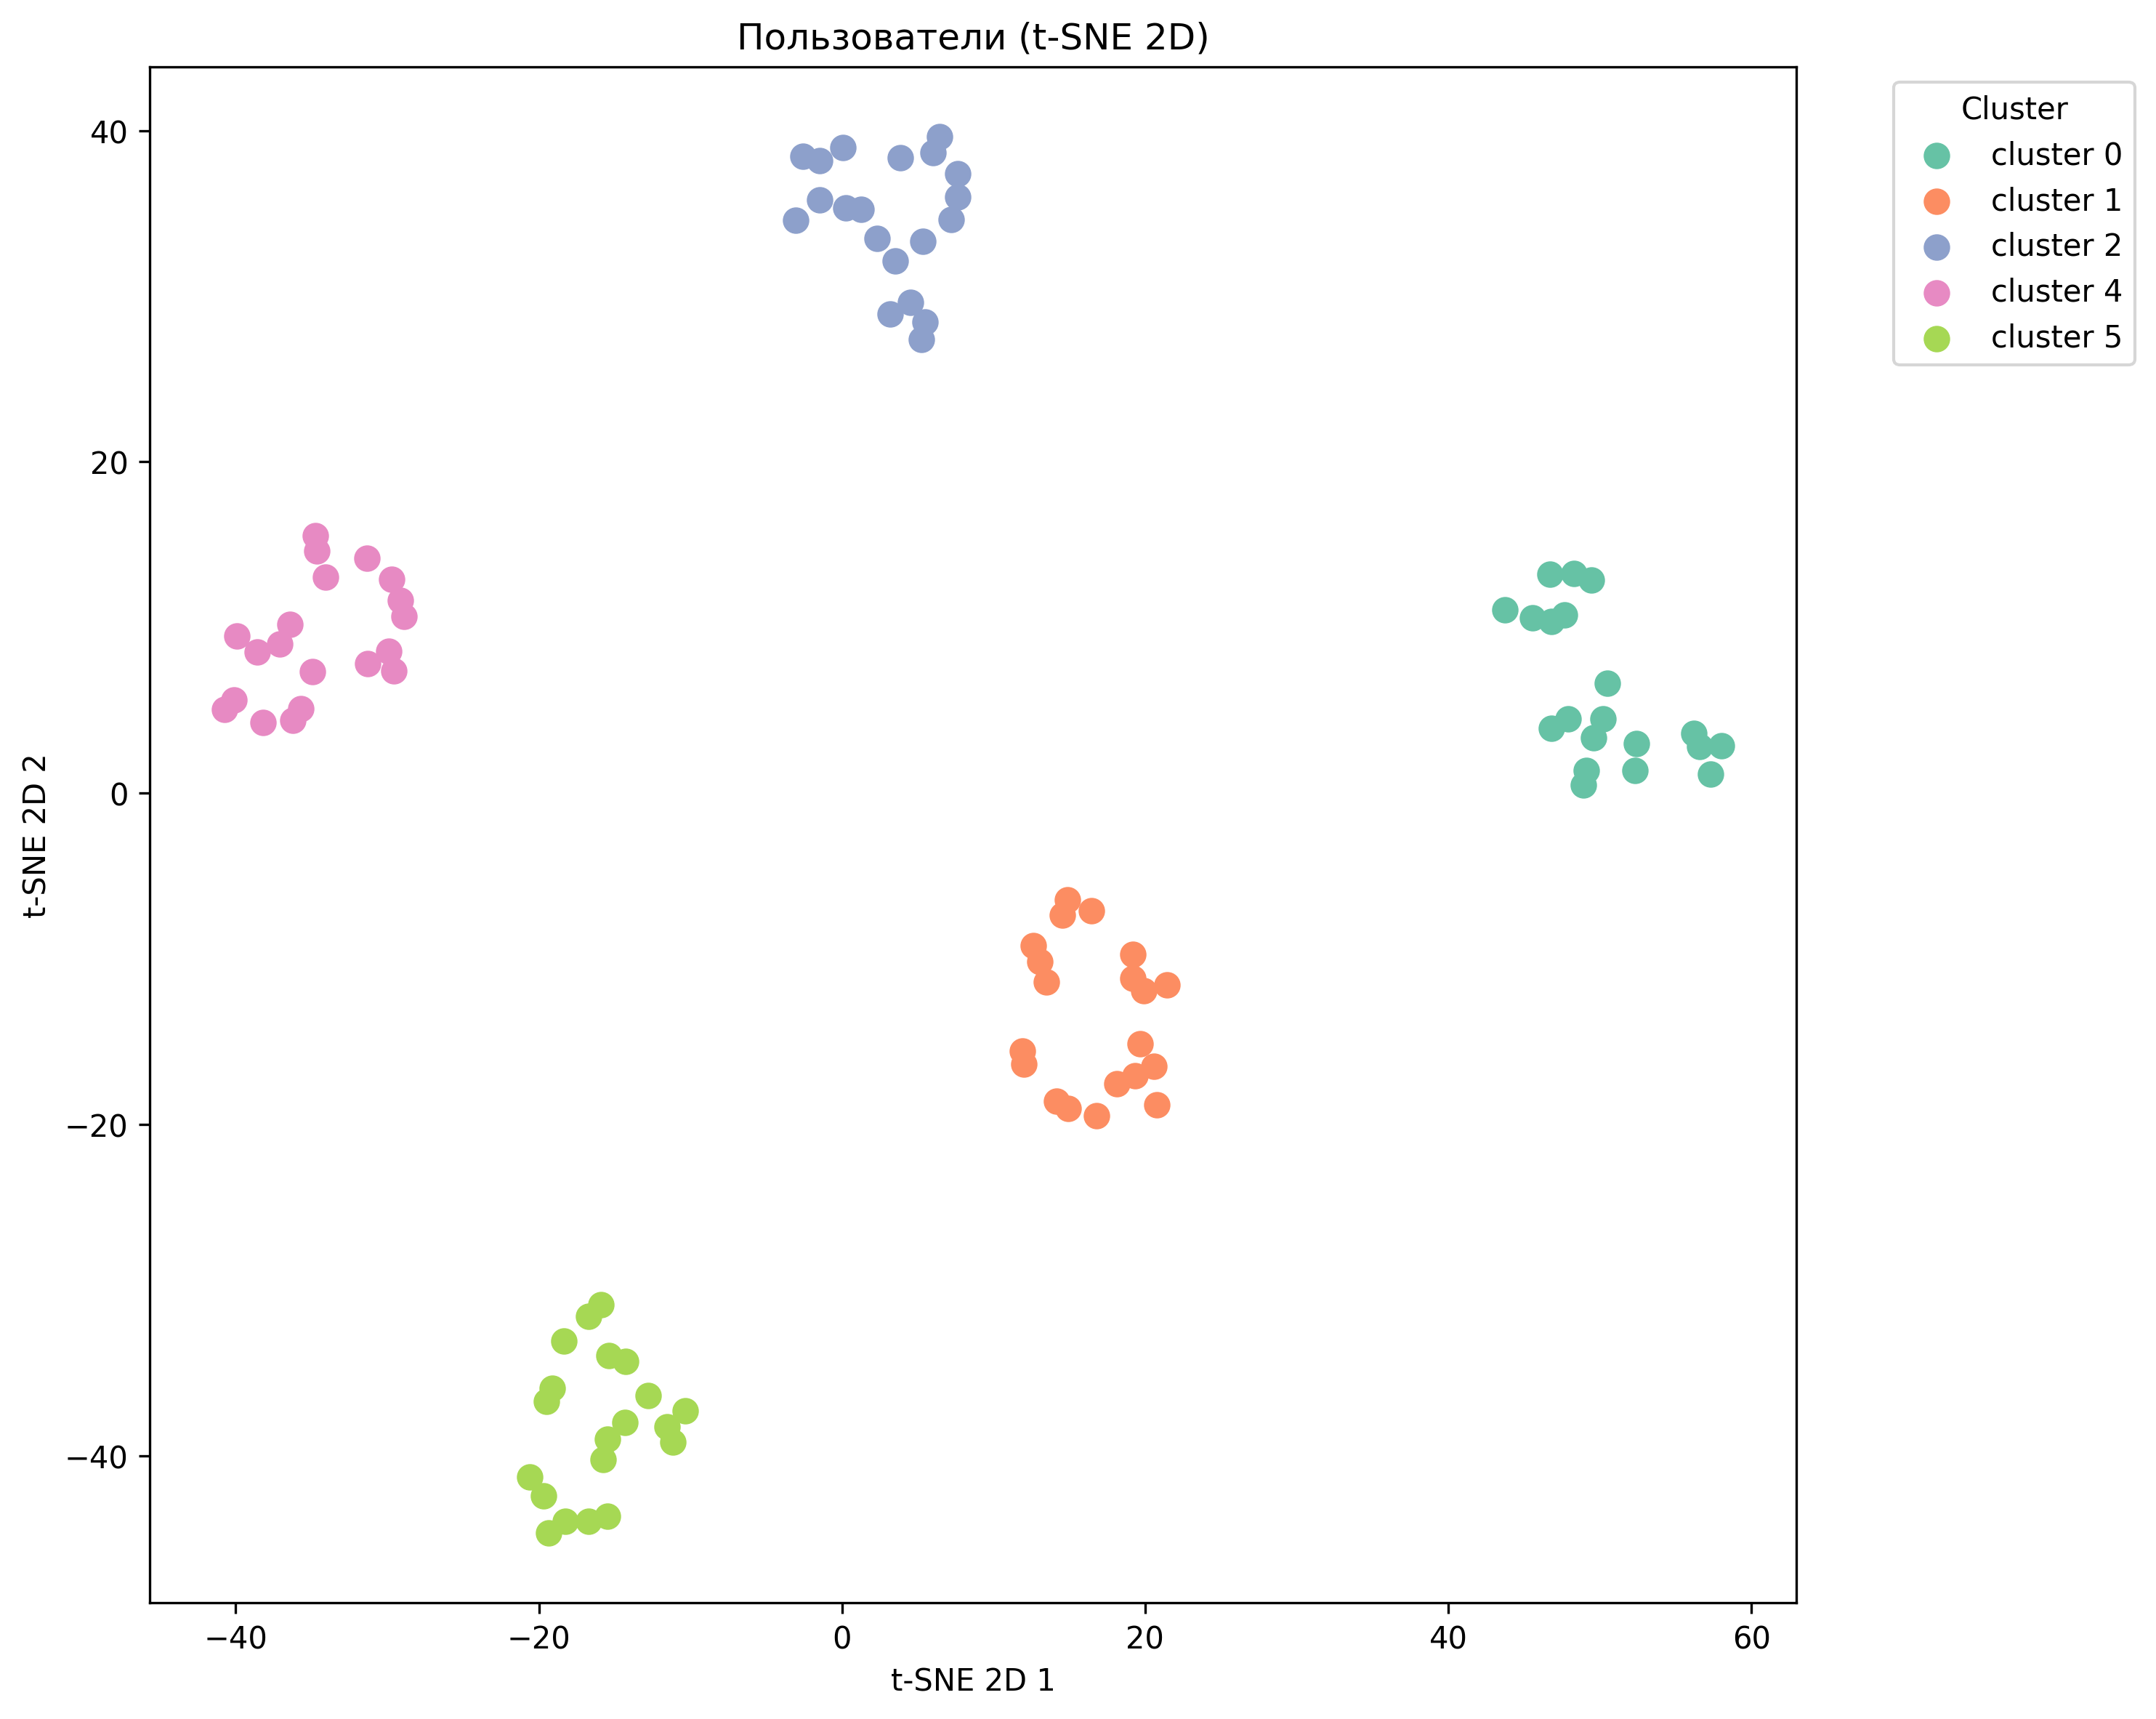 Пользователи (t-SNE 2D)
Cluster
cluster 0
cluster 1
cluster 2
cluster 4
cluster 5
40
20
0
−20
−40
t-SNE 2D 2
−40
−20
0
20
40
60
t-SNE 2D 1